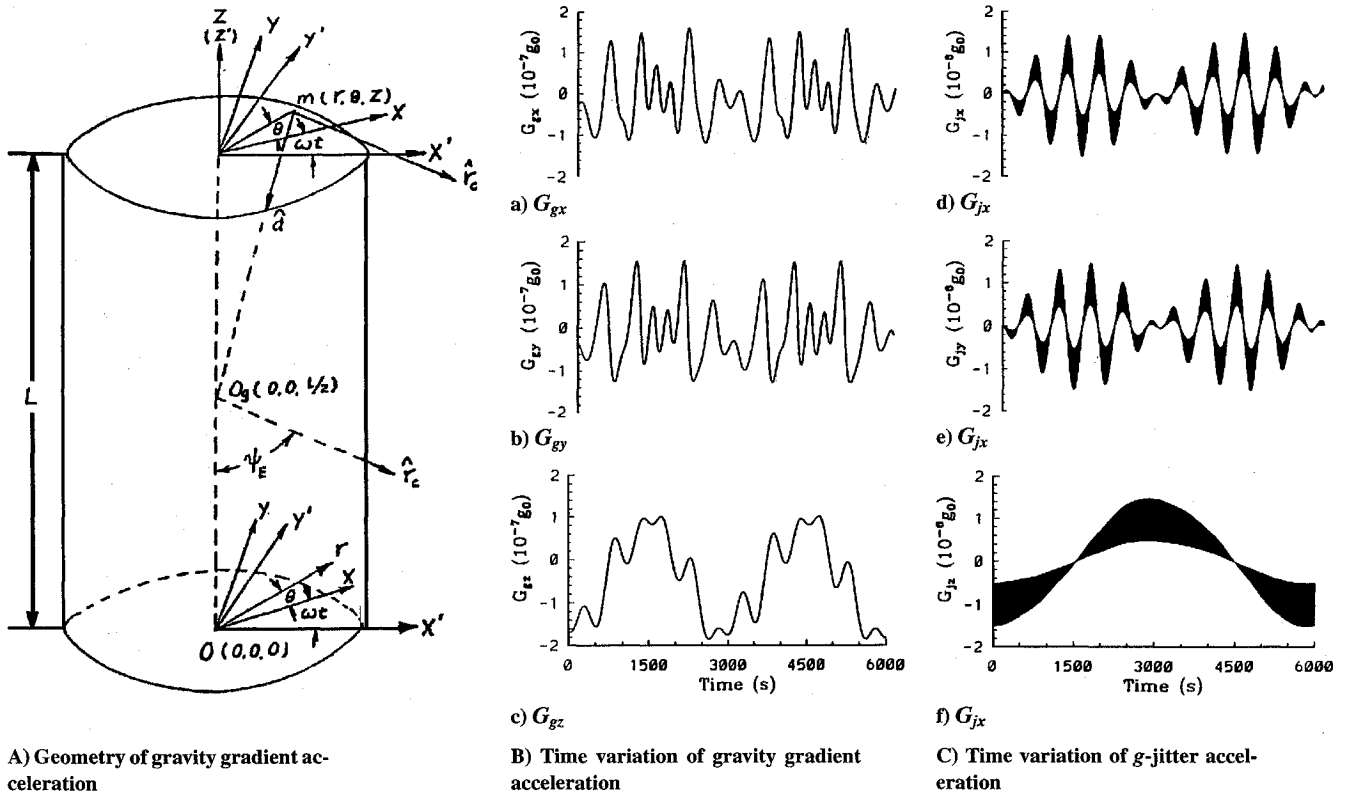 Z
(Z')
Y
Y'
m(r,θ,z)
X
θ
ωt
X'
r̂c
d̂
L
Og(0,0,L/2)
ψE
r̂c
Y
Y'
r
X
θ
ωt
X'
O(0,0,0)
A) Geometry of gravity gradient ac-
celeration
2
1
0
-1
-2
Ggx (10⁻⁷g0)
a) Ggx
2
1
0
-1
-2
Ggy (10⁻⁷g0)
b) Ggy
2
1
0
-1
-2
Ggz (10⁻⁷g0)
0 1500 3000 4500 6000
Time (s)
c) Ggz
B) Time variation of gravity gradient
acceleration
2
1
0
-1
-2
Gjx (10⁻⁶g0)
d) Gjx
2
1
0
-1
-2
Gjy (10⁻⁶g0)
e) Gjx
2
1
0
-1
-2
Gjz (10⁻⁶g0)
0 1500 3000 4500 6000
Time (s)
f) Gjx
C) Time variation of g-jitter accel-
eration